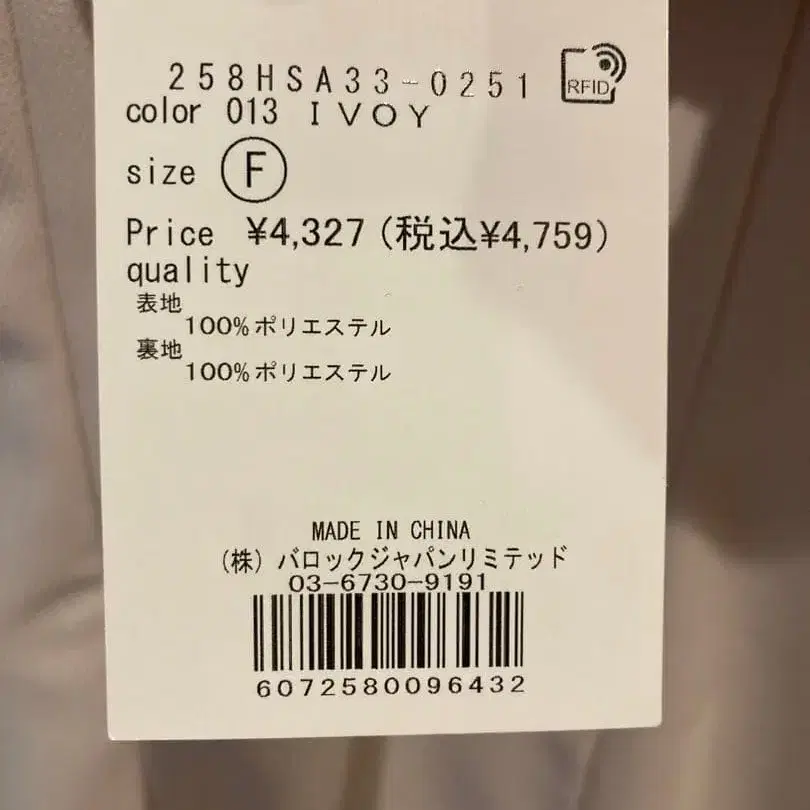 258HSA33-0251
RFID
color 013 IVOY
size F
Price ¥4,327(税込¥4,759)
quality
表地
100%ポリエステル
裏地
100%ポリエステル
MADE IN CHINA
(株)バロックジャパンリミテッド
03-6730-9191
6072580096432